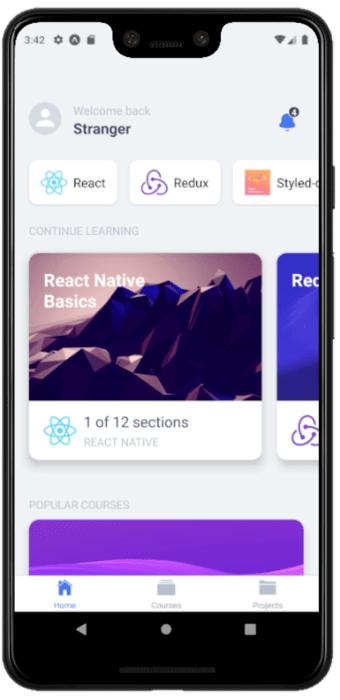 3:42
Welcome back
Stranger
4
React
Redux
Styled-c
CONTINUE LEARNING
React Native
Basics
Red
1 of 12 sections
REACT NATIVE
POPULAR COURSES
Home
Courses
Projects